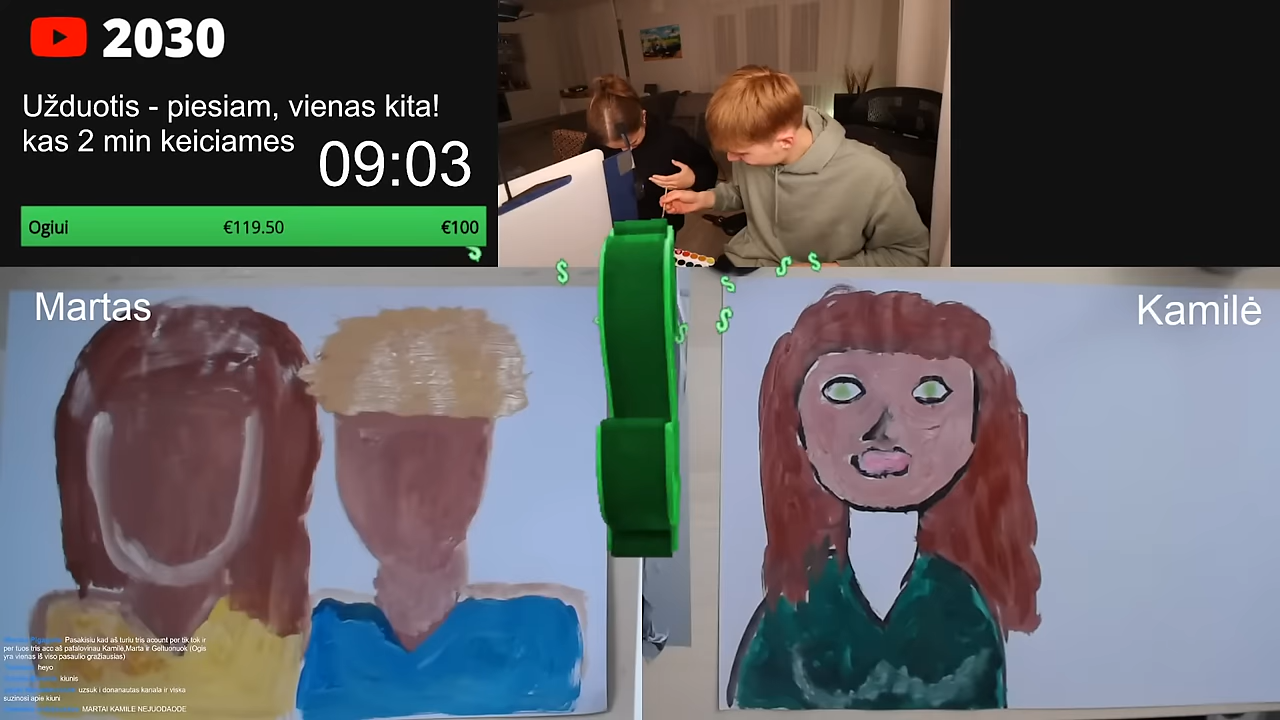 2030
Užduotis - piesiam, vienas kita!
kas 2 min keiciames
09:03
Ogiui €119.50 €100
Martas
Kamilė
Pasakisiu kad aš turiu tris acount per tik tok ir
per tuos tris acc aš pafalovinau Kamilė,Marta ir Geltuonuok (Ogis
yra vienas iš viso pasaulio gražiausias)
heyo
kiunis
uzsuk i donanautas kanala ir viska
suzinosi apie kiuni
MARTAI KAMILE NEJUODAODE